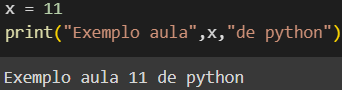 x = 11
print("Exemplo aula",x,"de python")
Exemplo aula 11 de python